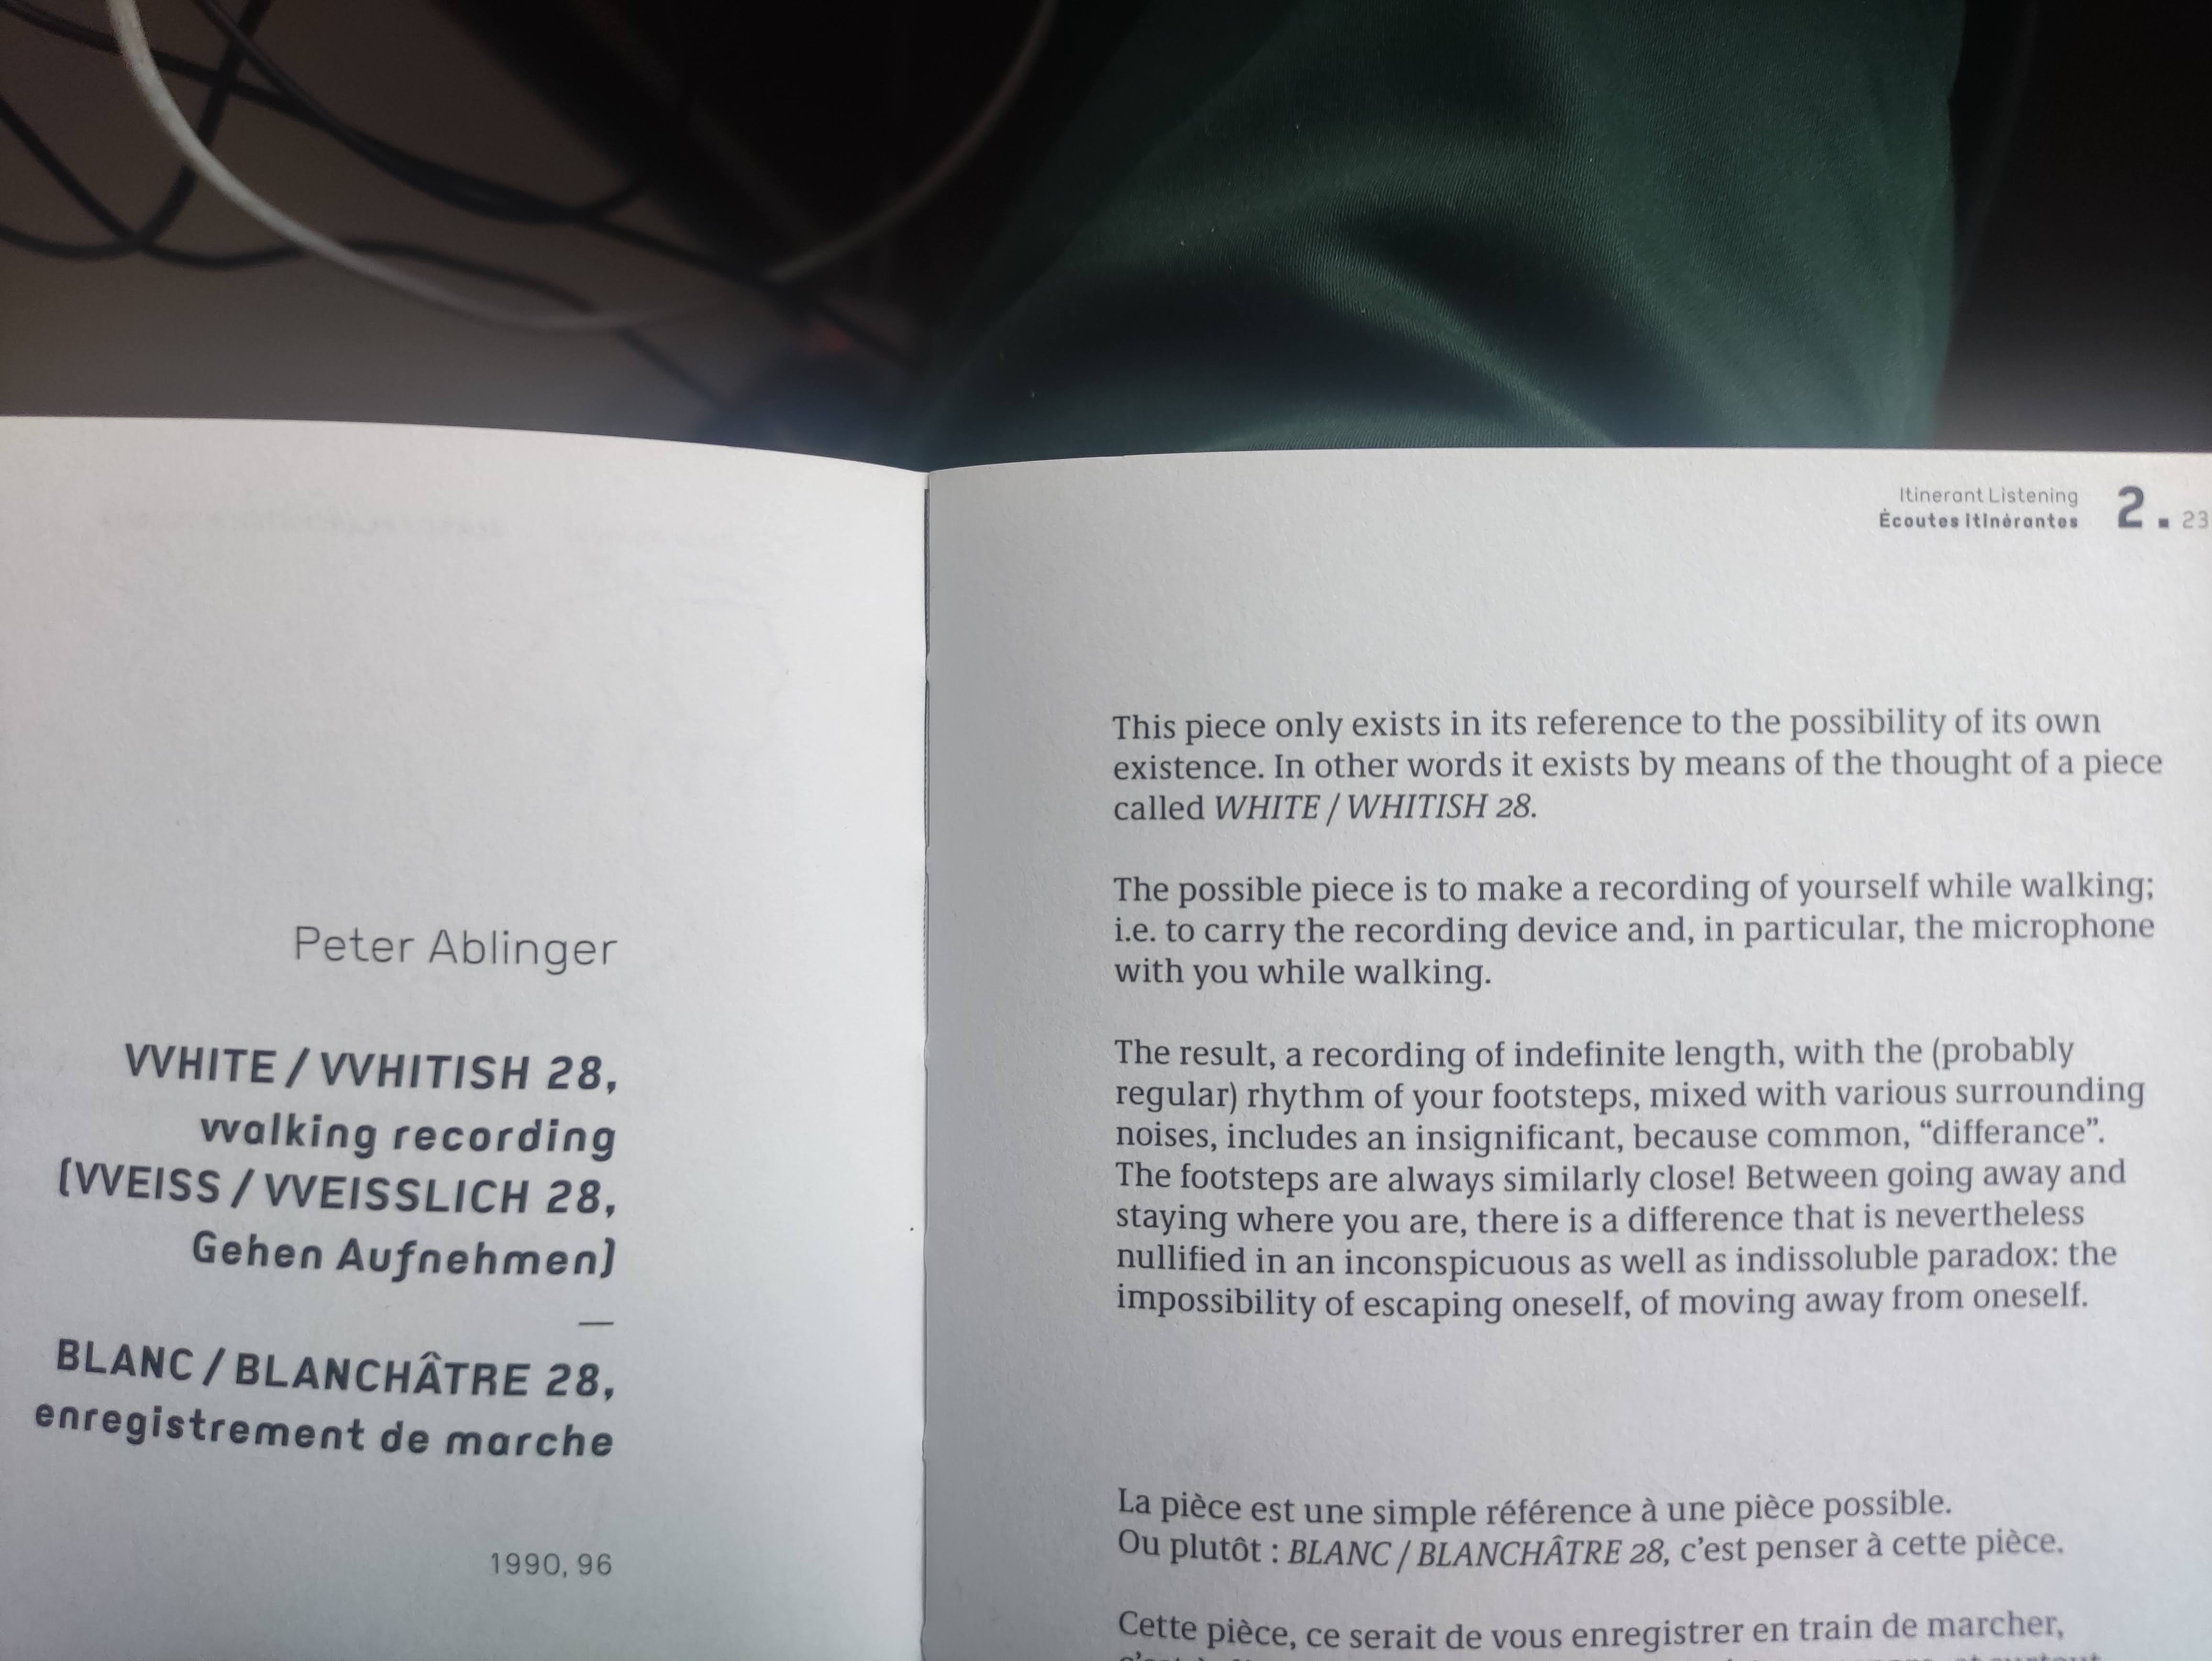 Peter Ablinger
WHITE / WHITISH 28,
walking recording
(WEISS / WEISSLICH 28,
Gehen Aufnehmen)
—
BLANC / BLANCHÂTRE 28,
enregistrement de marche
1990, 96
Itinerant Listening
Écoutes itinérantes
2. 23
This piece only exists in its reference to the possibility of its own
existence. In other words it exists by means of the thought of a piece
called WHITE / WHITISH 28.
The possible piece is to make a recording of yourself while walking;
i.e. to carry the recording device and, in particular, the microphone
with you while walking.
The result, a recording of indefinite length, with the (probably
regular) rhythm of your footsteps, mixed with various surrounding
noises, includes an insignificant, because common, “differance”.
The footsteps are always similarly close! Between going away and
staying where you are, there is a difference that is nevertheless
nullified in an inconspicuous as well as indissoluble paradox: the
impossibility of escaping oneself, of moving away from oneself.
La pièce est une simple référence à une pièce possible.
Ou plutôt : BLANC / BLANCHÂTRE 28, c’est penser à cette pièce.
Cette pièce, ce serait de vous enregistrer en train de marcher,